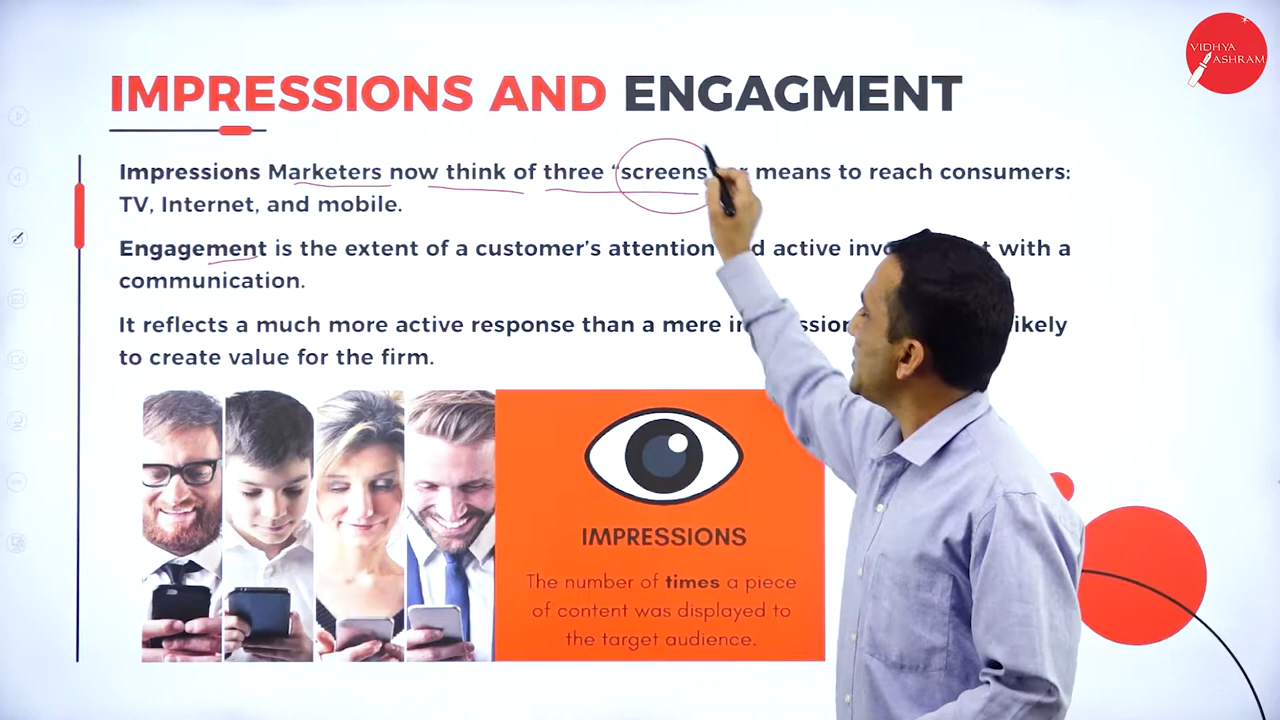 VIDHYA
ASHRAM
IMPRESSIONS AND ENGAGMENT
Impressions Marketers now think of three "screens means to reach consumers:
TV, Internet, and mobile.
Engagement is the extent of a customer's attention active with a
communication.
It reflects a much more active response than a mere likely
to create value for the firm.
IMPRESSIONS
The number of times a piece
of content was displayed to
the target audience.